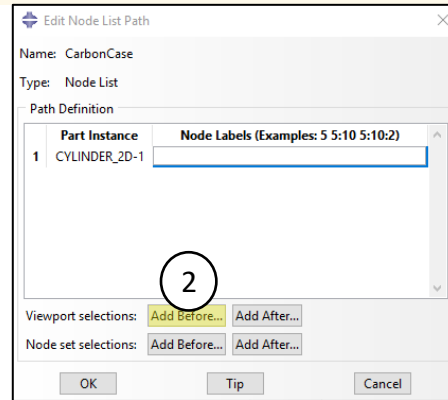 Edit Node List Path
Name: CarbonCase
Type: Node List
Path Definition
Part Instance Node Labels (Examples: 5 5:10 5:10:2)
1 CYLINDER_2D-1
2
Viewport selections: Add Before... Add After...
Node set selections: Add Before... Add After...
OK Tip Cancel